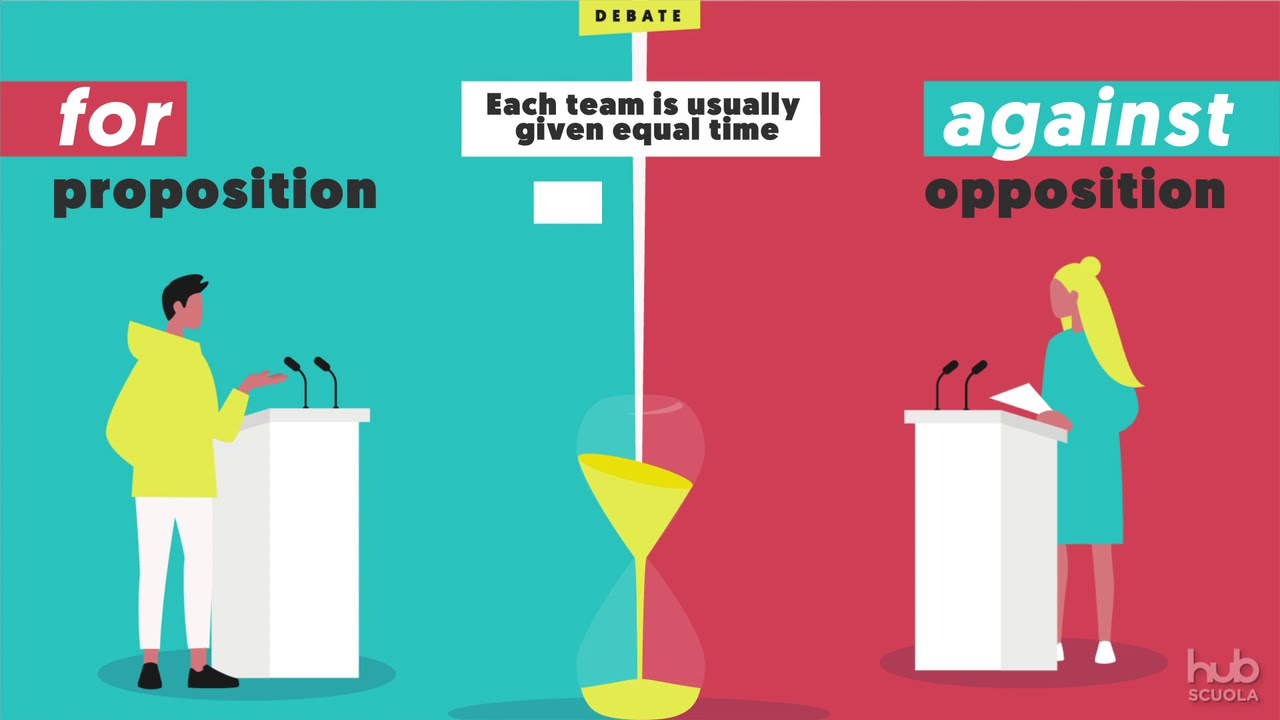 DEBATE
for
proposition
Each team is usually
given equal time
against
opposition
hub
SCUOLA